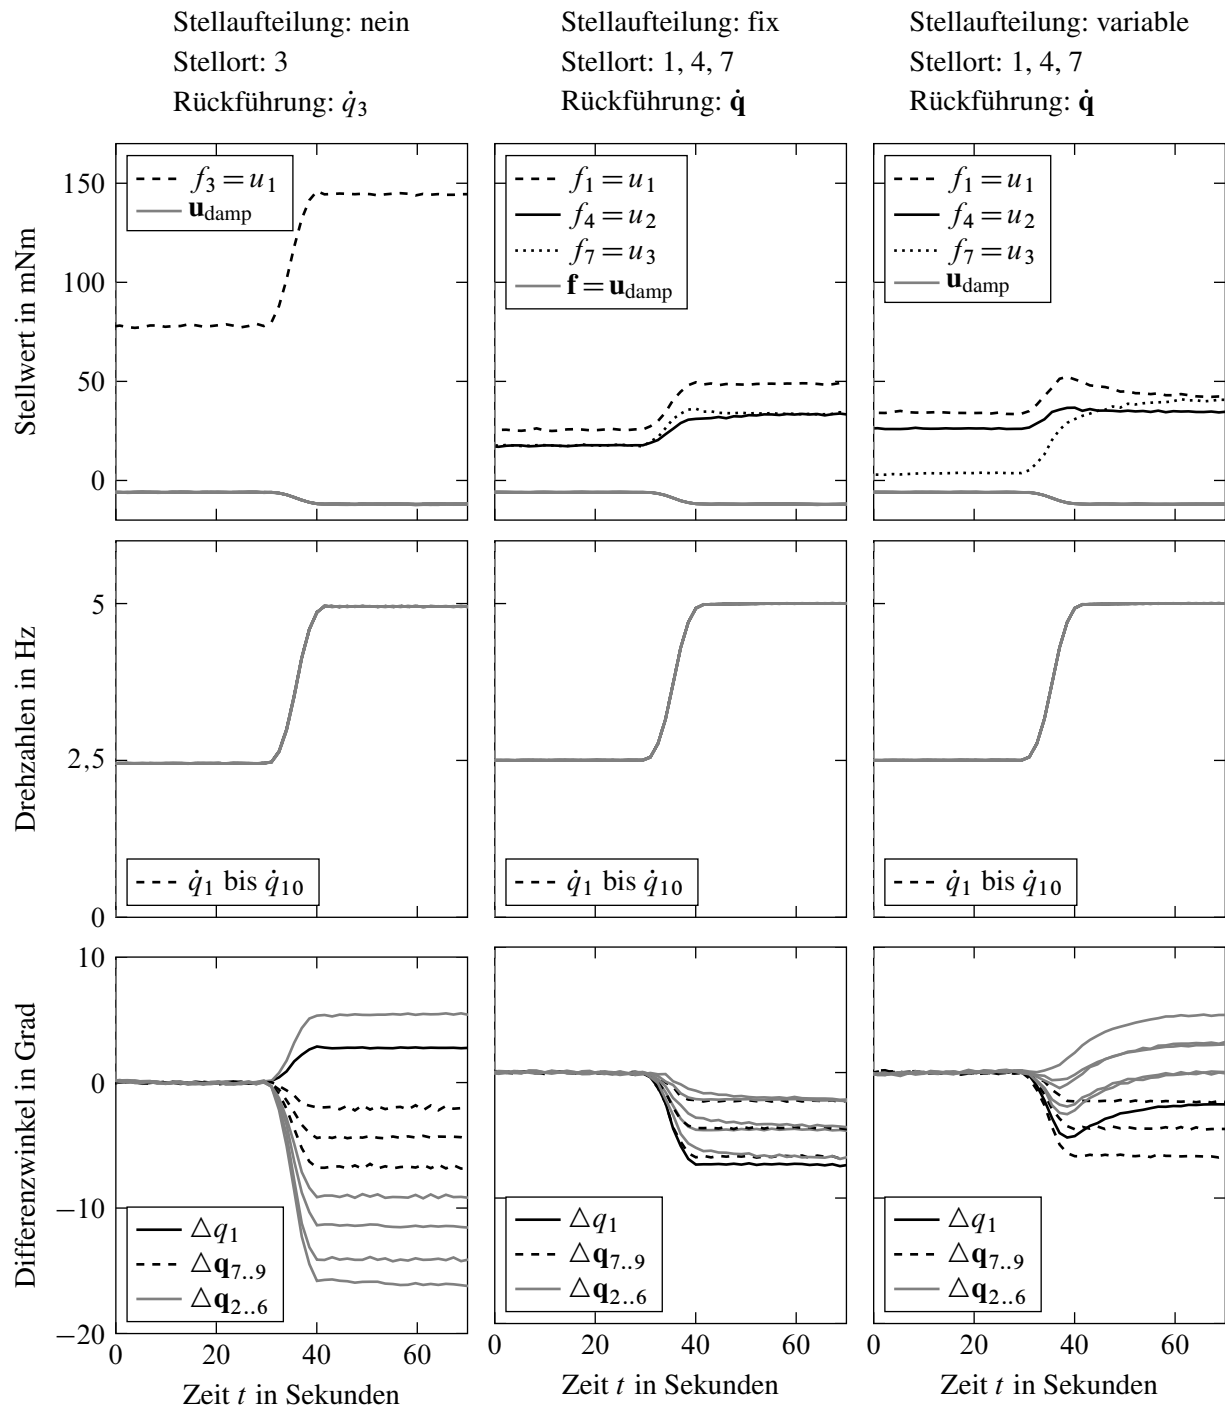 Stellaufteilung: nein
Stellort: 3
Rückführung: q̇₃
Stellaufteilung: fix
Stellort: 1, 4, 7
Rückführung: q̇
Stellaufteilung: variable
Stellort: 1, 4, 7
Rückführung: q̇
Stellwert in mNm
150
100
50
0
f₃ = u₁
u_damp
f₁ = u₁
f₄ = u₂
f₇ = u₃
f = u_damp
f₁ = u₁
f₄ = u₂
f₇ = u₃
u_damp
Drehzahlen in Hz
5
2,5
0
q̇₁ bis q̇₁₀
q̇₁ bis q̇₁₀
q̇₁ bis q̇₁₀
Differenzwinkel in Grad
10
0
−10
−20
△q₁
△q₇..₉
△q₂..₆
△q₁
△q₇..₉
△q₂..₆
△q₁
△q₇..₉
△q₂..₆
0 20 40 60
0 20 40 60
0 20 40 60
Zeit t in Sekunden
Zeit t in Sekunden
Zeit t in Sekunden